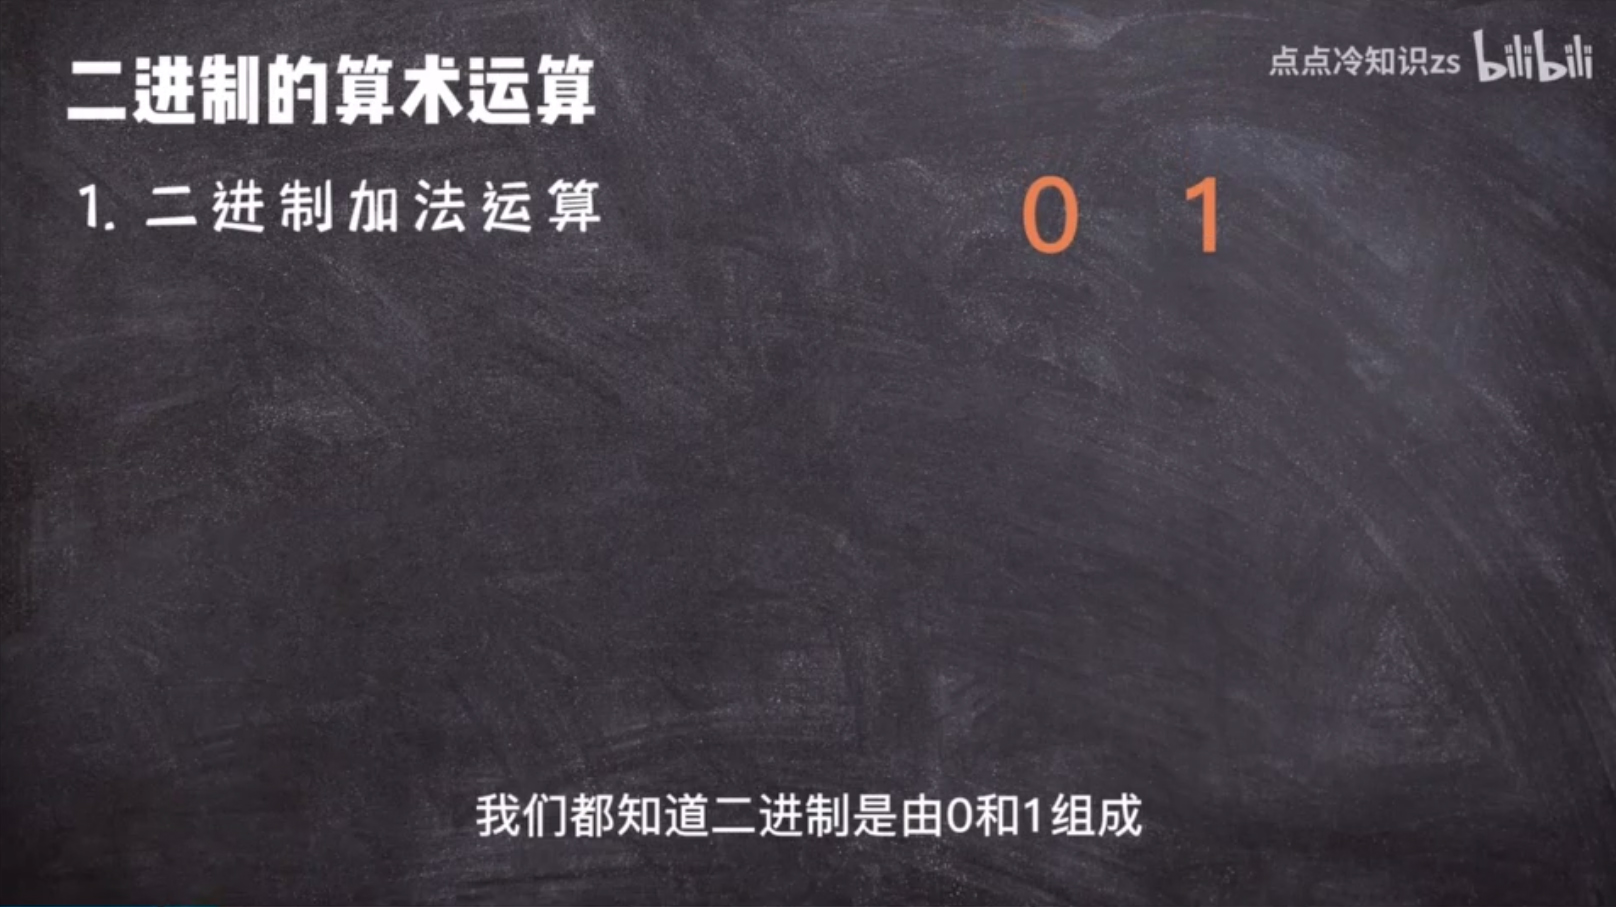 二进制的算术运算
点点冷知识zs bilibili
1. 二进制加法运算
0 1
我们都知道二进制是由0和1组成